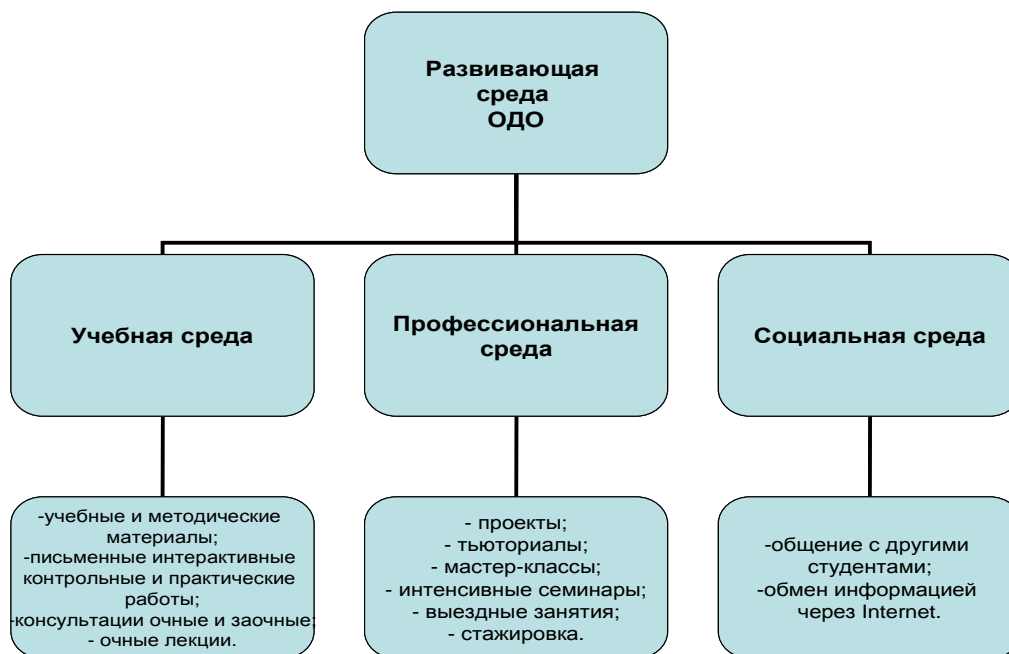 Развивающая
среда
ОДО
Учебная среда
Профессиональная
среда
Социальная среда
-учебные и методические
материалы;
-письменные интерактивные
контрольные и практические
работы;
-консультации очные и заочные;
- очные лекции.
- проекты;
- тьюториалы;
- мастер-классы;
- интенсивные семинары;
- выездные занятия;
- стажировка.
-общение с другими
студентами;
-обмен информацией
через Internet.